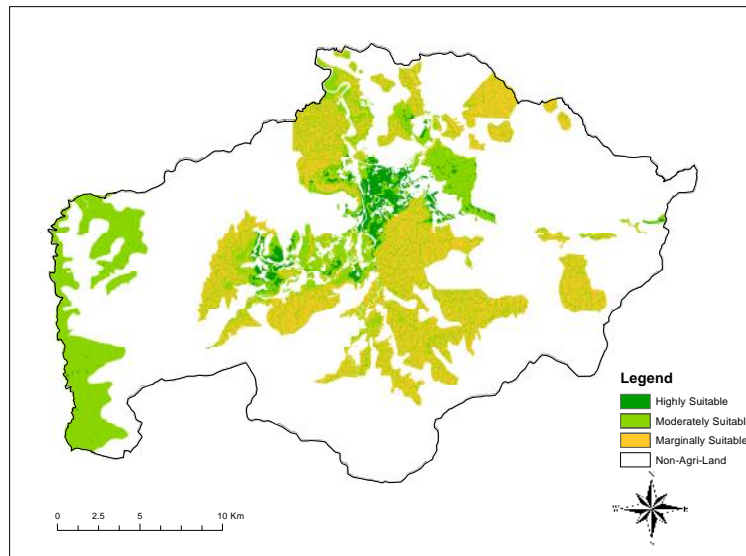 Legend
Highly Suitable
Moderately Suitabl
Marginally Suitable
Non-Agri-Land
0 2.5 5 10 Km